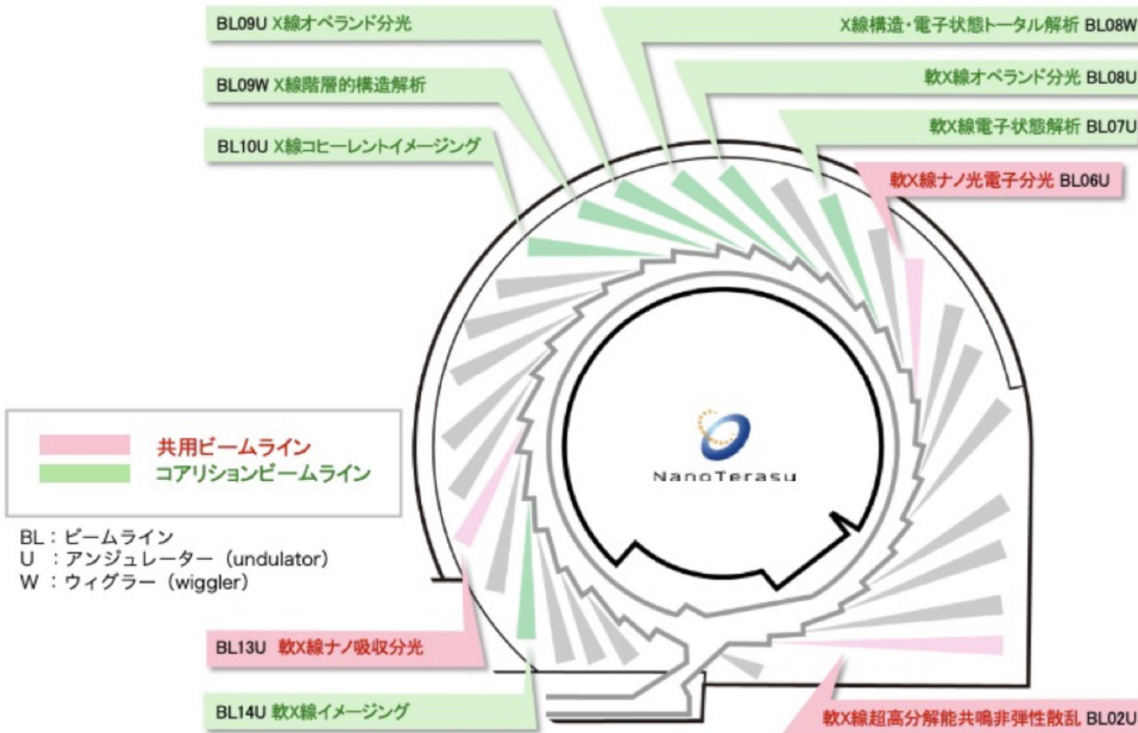 BL09U X線オペランド分光
X線構造・電子状態トータル解析 BL08W
BL09W X線階層的構造解析
軟X線オペランド分光 BL08U
BL10U X線コヒーレントイメージング
軟X線電子状態解析 BL07U
軟X線ナノ光電子分光 BL06U
NanoTerasu
共用ビームライン
コアリションビームライン
BL：ビームライン
U ：アンジュレーター（undulator）
W ：ウィグラー（wiggler）
BL13U 軟X線ナノ吸収分光
BL14U 軟X線イメージング
軟X線超高分解能共鳴非弾性散乱 BL02U